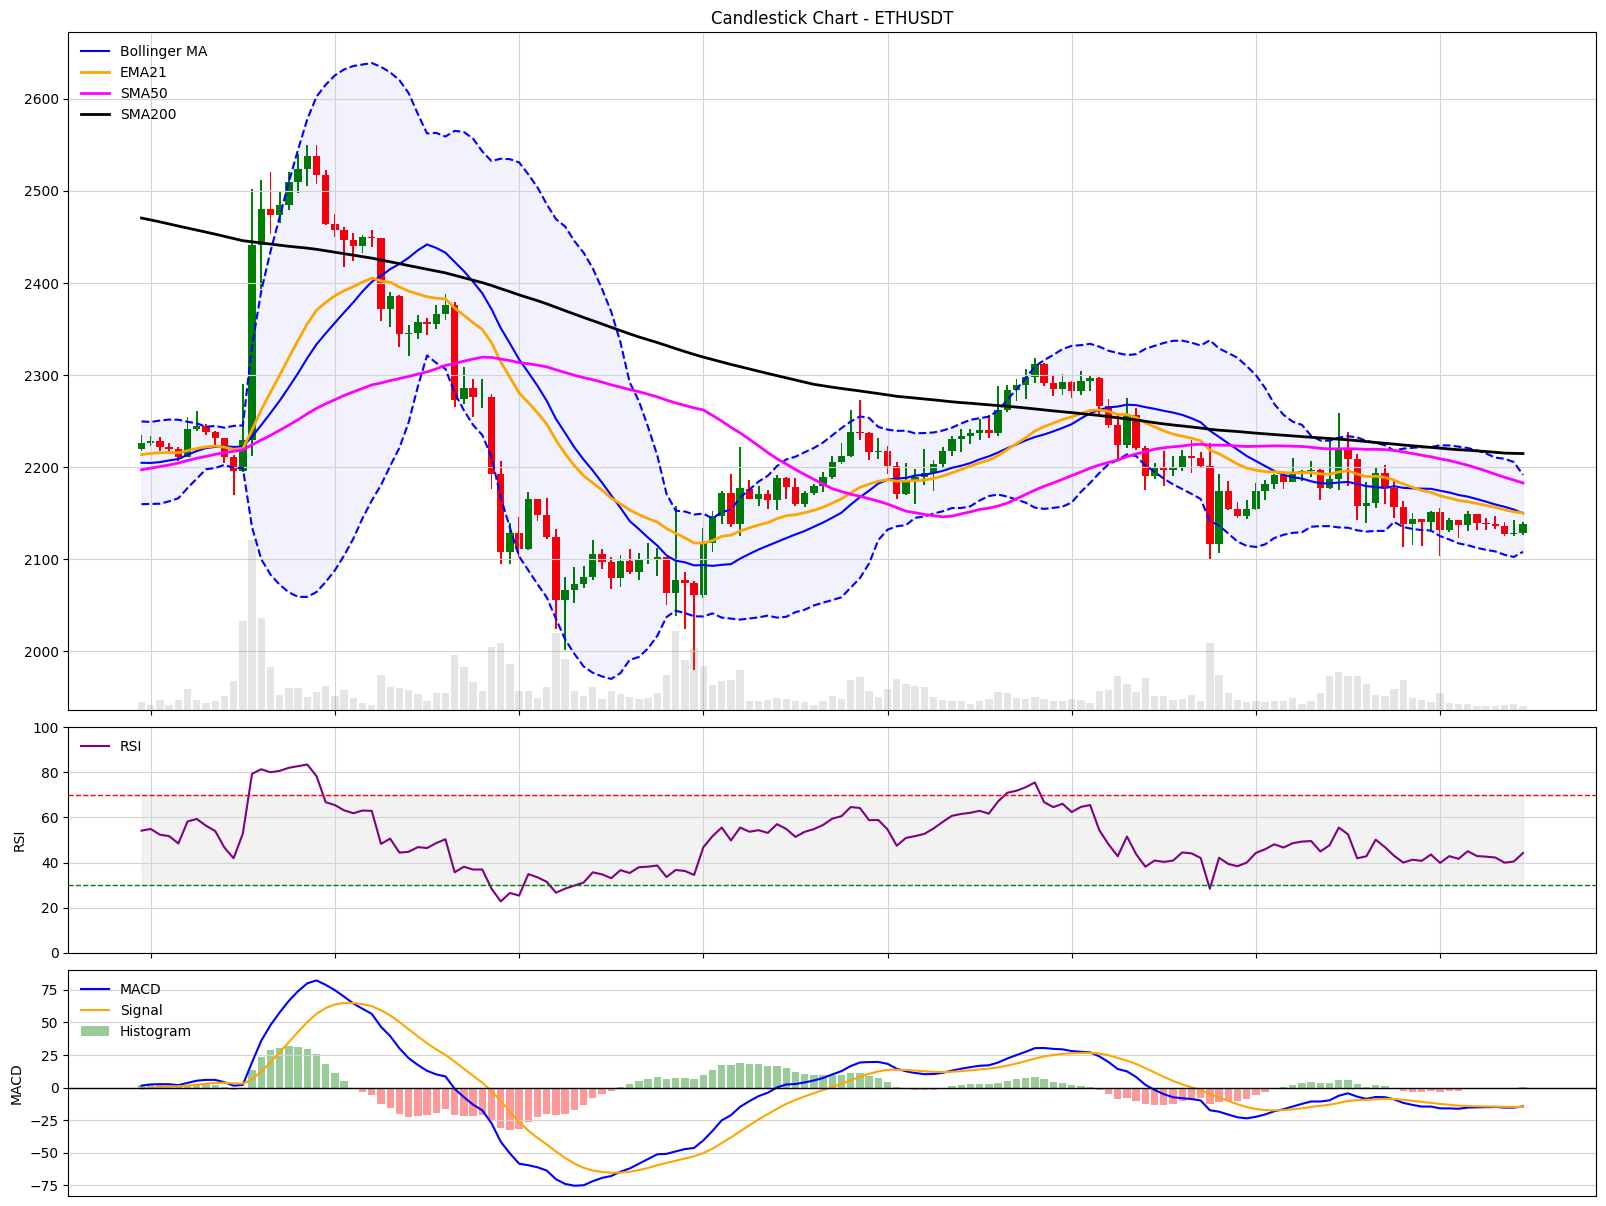 Candlestick Chart - ETHUSDT
Bollinger MA
EMA21
SMA50
SMA200
2600
2500
2400
2300
2200
2100
2000
RSI
100
80
60
40
20
0
RSI
MACD
Signal
Histogram
75
50
25
0
−25
−50
−75
MACD